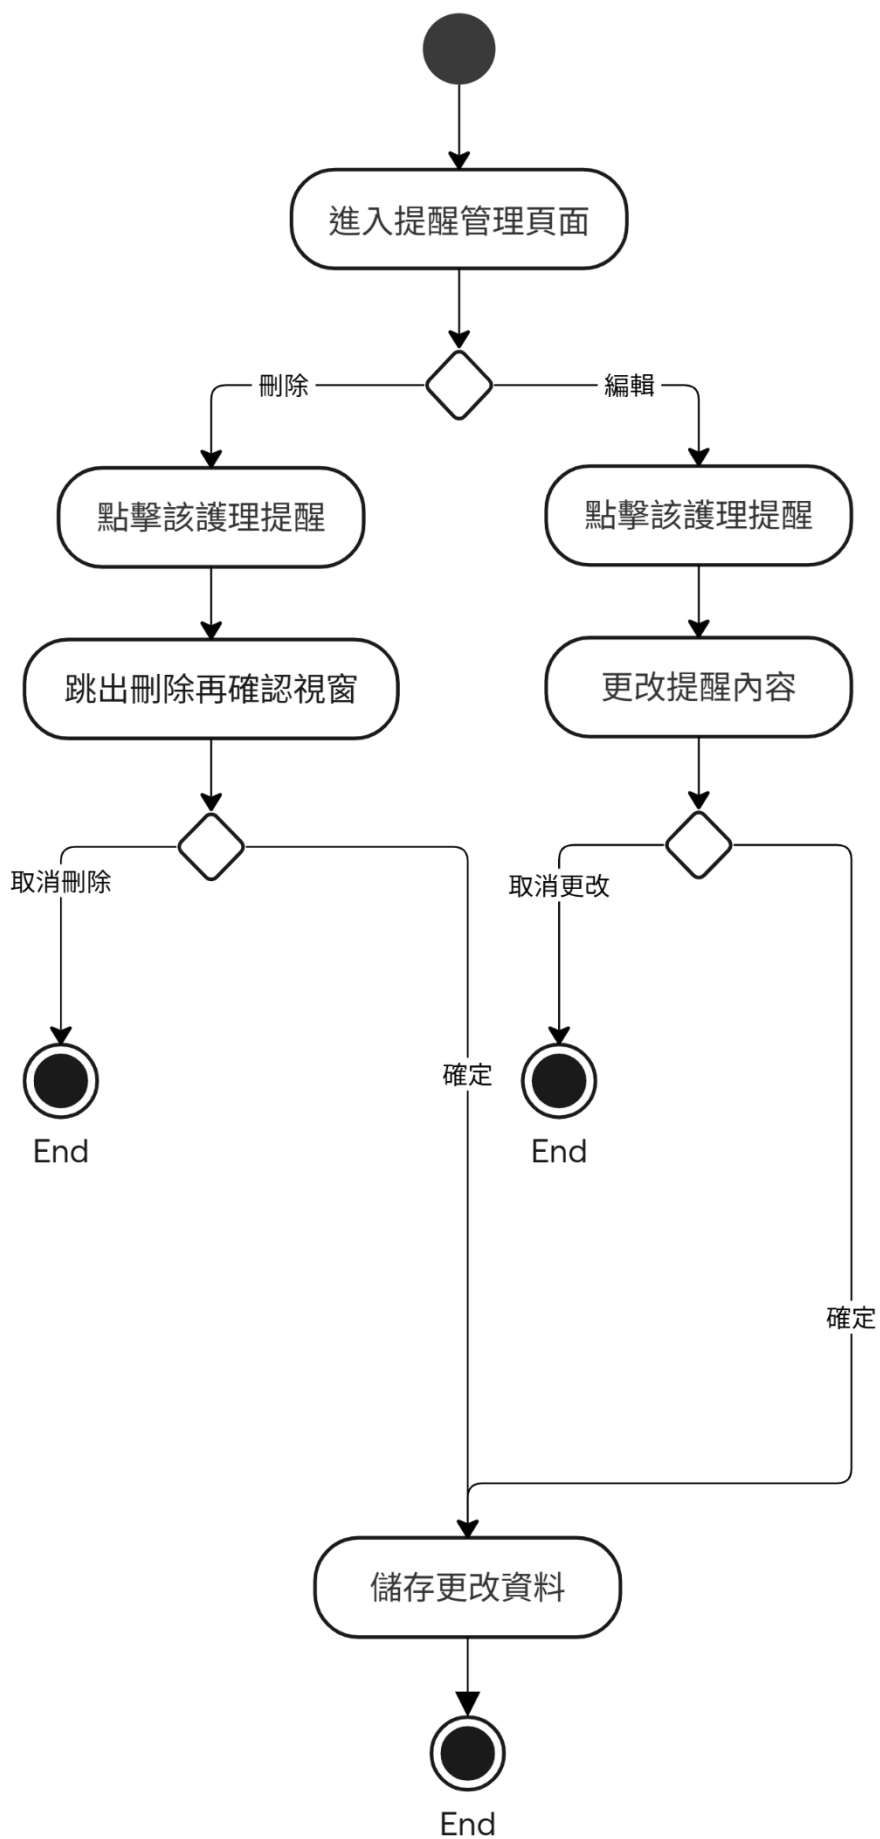 進入提醒管理頁面
刪除
編輯
點擊該護理提醒
點擊該護理提醒
跳出刪除再確認視窗
更改提醒內容
取消刪除
取消更改
確定
End
End
確定
儲存更改資料
End